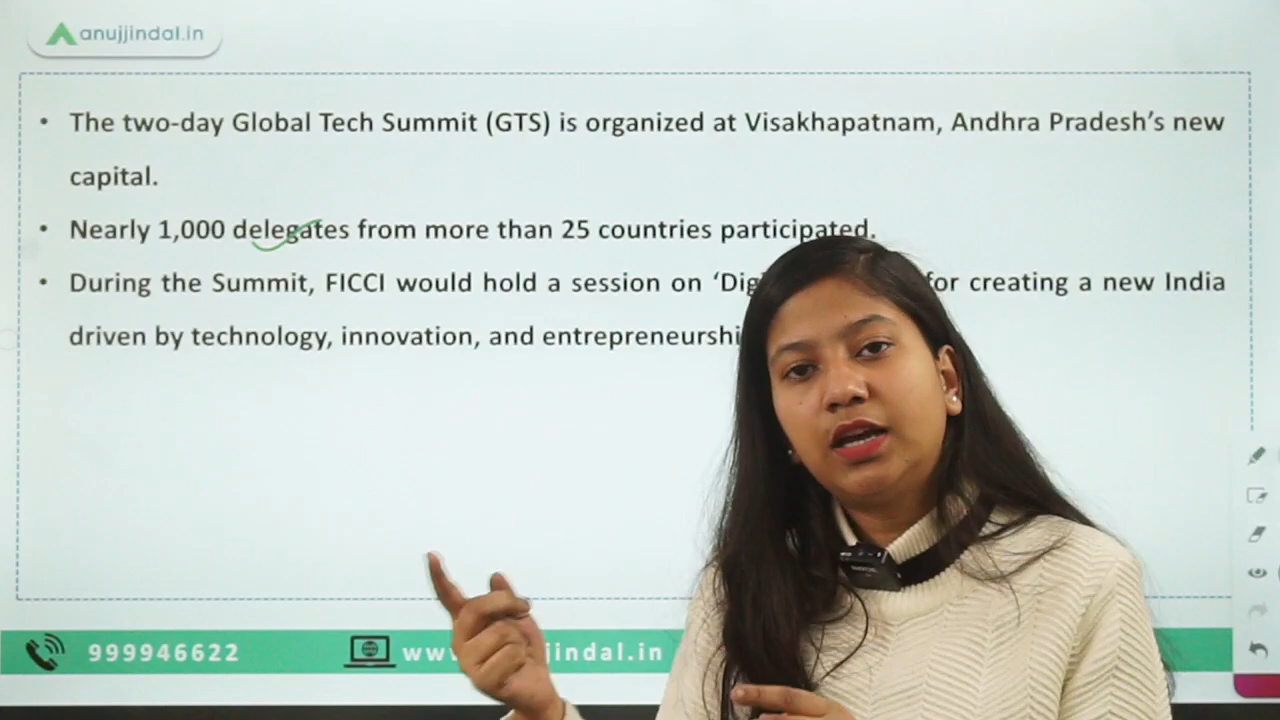 anujjindal.in
• The two-day Global Tech Summit (GTS) is organized at Visakhapatnam, Andhra Pradesh’s new
capital.
• Nearly 1,000 delegates from more than 25 countries participated.
• During the Summit, FICCI would hold a session on ‘Dig for creating a new India
driven by technology, innovation, and entrepreneurshi
999946622 ww jindal.in